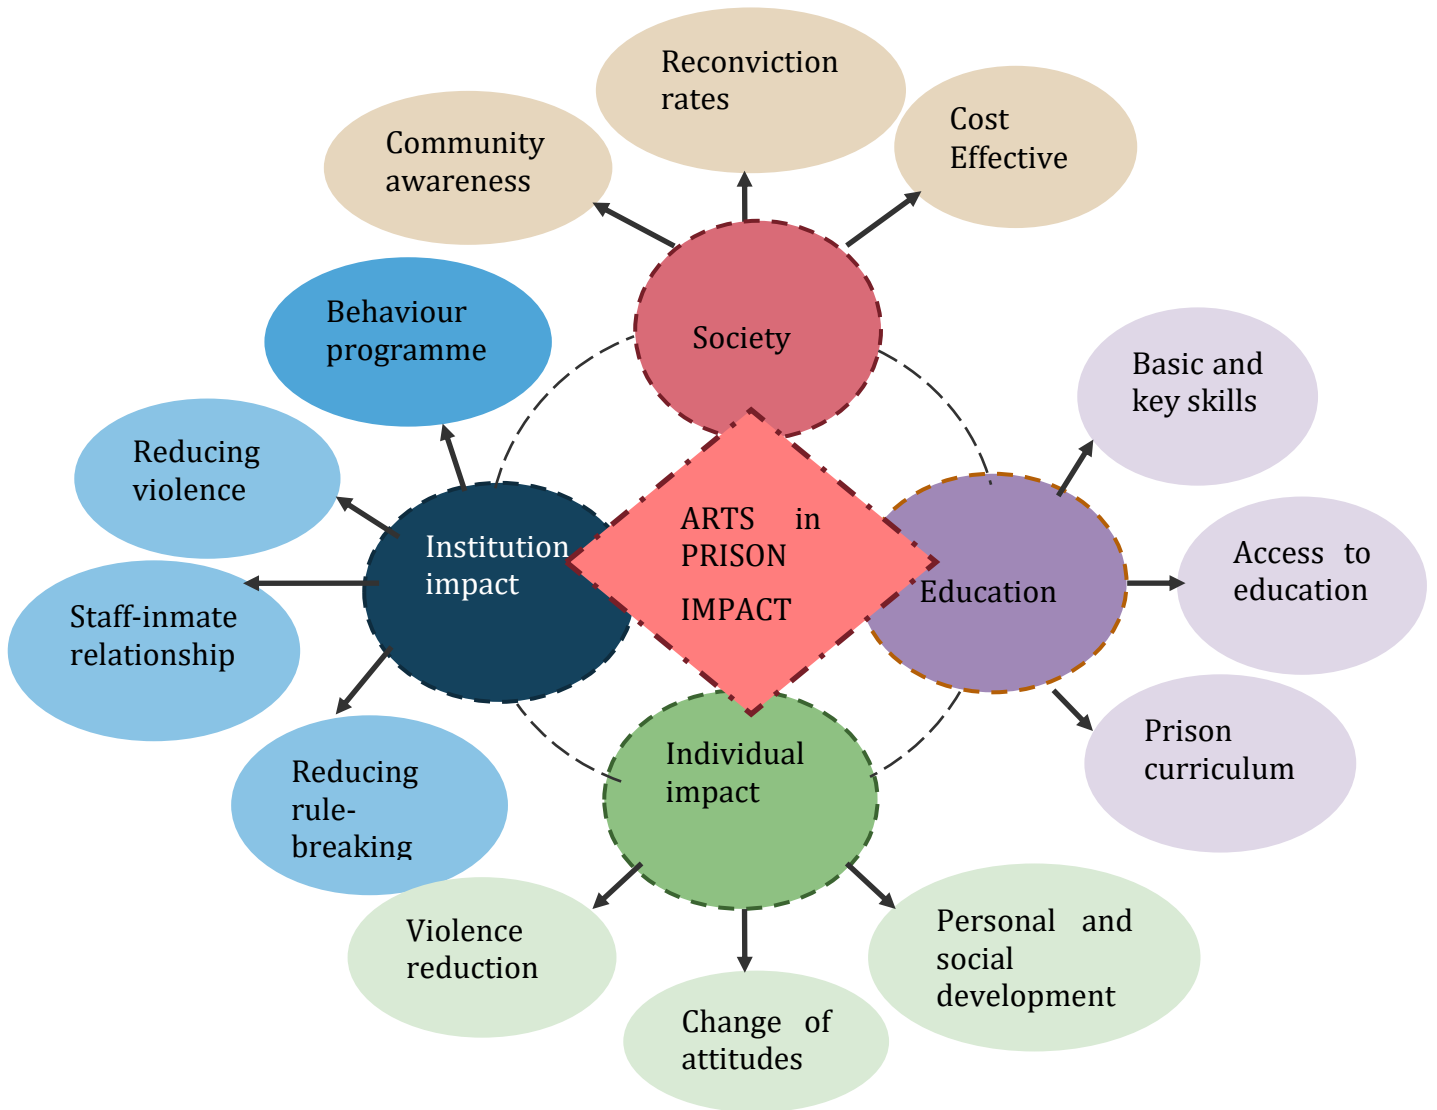 Reconviction
rates
Cost
Effective
Community
awareness
Society
Behaviour
programme
Basic and
key skills
Reducing
violence
Institution
impact
ARTS in
PRISON
IMPACT
Education
Access to
education
Staff-inmate
relationship
Prison
curriculum
Reducing
rule-
breaking
Individual
impact
Violence
reduction
Change of
attitudes
Personal and
social
development